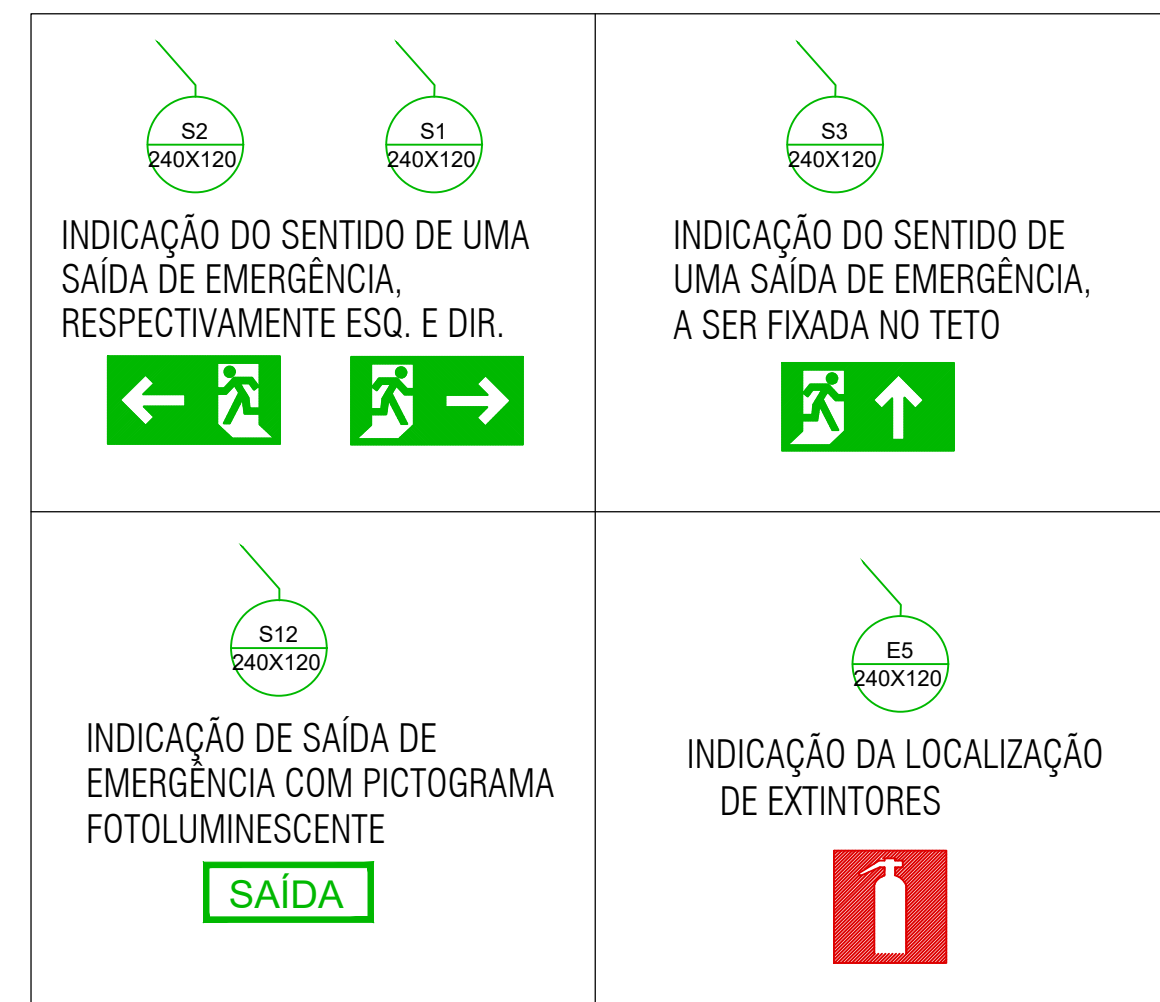 S2
240X120
S1
240X120
INDICAÇÃO DO SENTIDO DE UMA
SAÍDA DE EMERGÊNCIA,
RESPECTIVAMENTE ESQ. E DIR.
S3
240X120
INDICAÇÃO DO SENTIDO DE
UMA SAÍDA DE EMERGÊNCIA,
A SER FIXADA NO TETO
S12
240X120
INDICAÇÃO DE SAÍDA DE
EMERGÊNCIA COM PICTOGRAMA
FOTOLUMINESCENTE
SAÍDA
E5
240X120
INDICAÇÃO DA LOCALIZAÇÃO
DE EXTINTORES